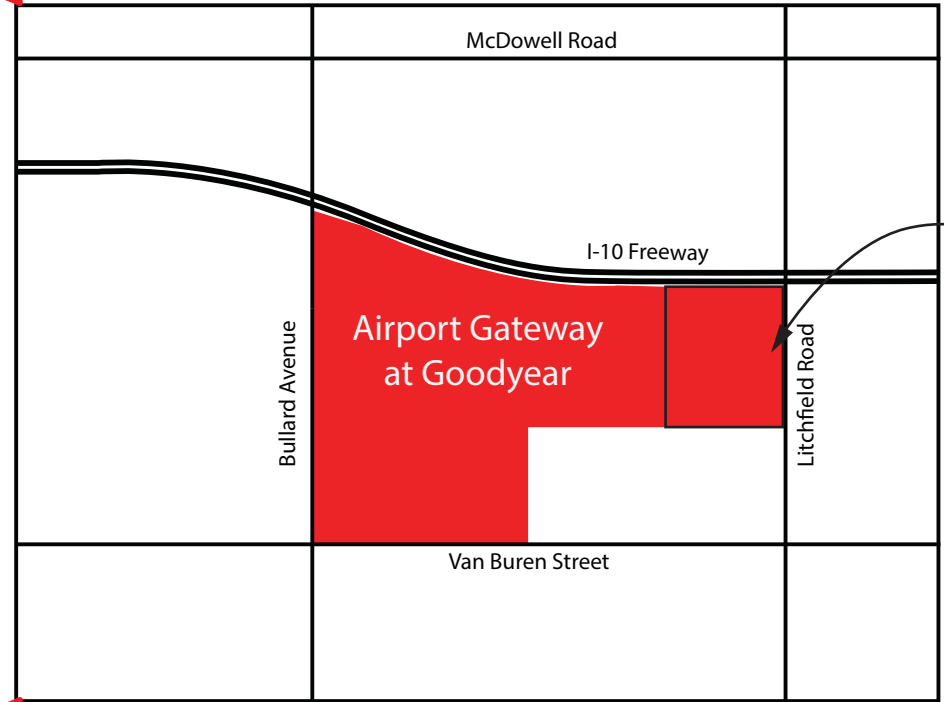 McDowell Road
I-10 Freeway
Airport Gateway
at Goodyear
Bullard Avenue
Litchfield Road
Van Buren Street